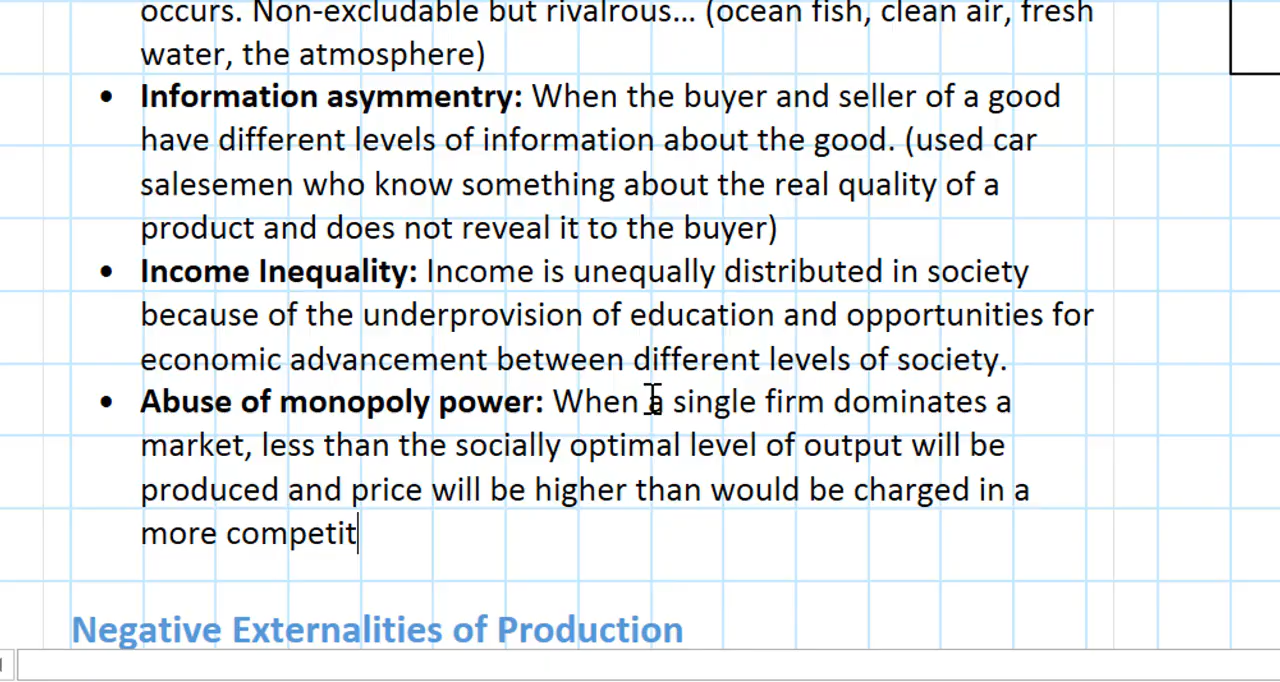 occurs. Non-excludable but rivalrous... (ocean fish, clean air, fresh
water, the atmosphere)
• Information asymmentry: When the buyer and seller of a good
have different levels of information about the good. (used car
salesemen who know something about the real quality of a
product and does not reveal it to the buyer)
• Income Inequality: Income is unequally distributed in society
because of the underprovision of education and opportunities for
economic advancement between different levels of society.
• Abuse of monopoly power: When a single firm dominates a
market, less than the socially optimal level of output will be
produced and price will be higher than would be charged in a
more competit
Negative Externalities of Production